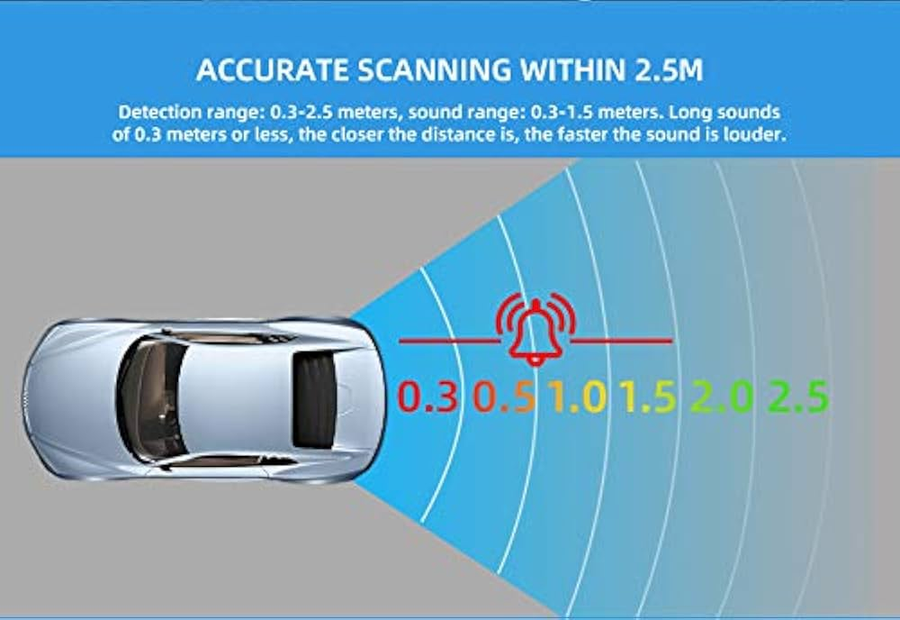 ACCURATE SCANNING WITHIN 2.5M
Detection range: 0.3-2.5 meters, sound range: 0.3-1.5 meters. Long sounds
of 0.3 meters or less, the closer the distance is, the faster the sound is louder.
0.3 0.5 1.0 1.5 2.0 2.5